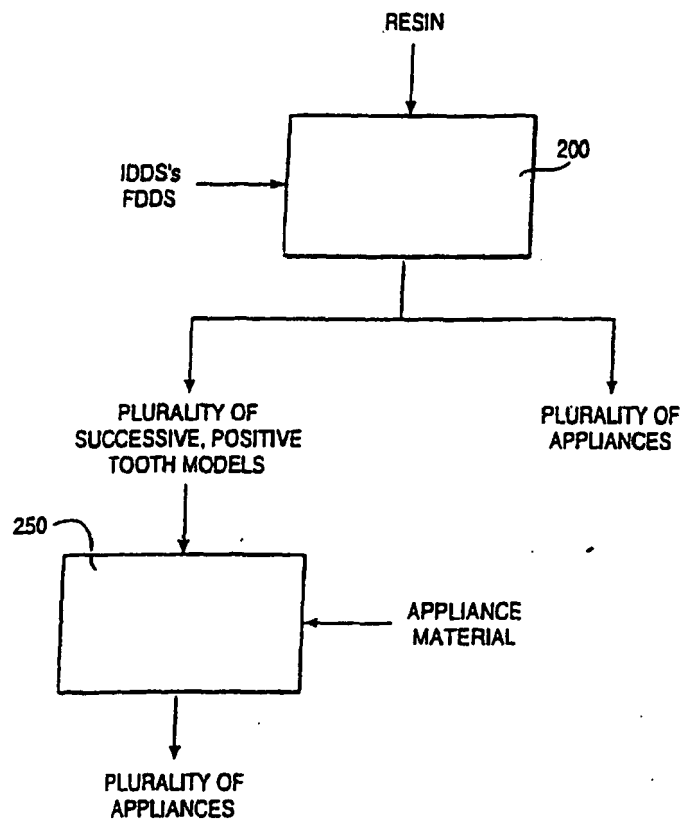 RESIN
200
IDDS's
FDDS
PLURALITY OF
SUCCESSIVE, POSITIVE
TOOTH MODELS
PLURALITY OF
APPLIANCES
250
APPLIANCE
MATERIAL
PLURALITY OF
APPLIANCES